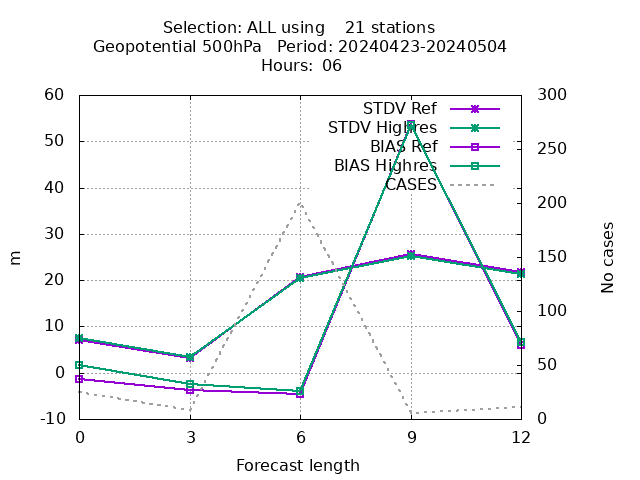 Selection: ALL using    21 stations
Geopotential 500hPa   Period: 20240423-20240504
Hours: 06
60
50
40
30
20
10
0
-10
300
250
200
150
100
50
0
STDV Ref
STDV Highres
BIAS Ref
BIAS Highres
CASES
m
No cases
0 3 6 9 12
Forecast length